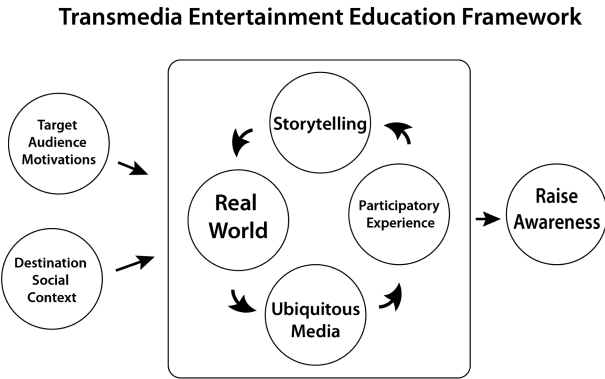 Transmedia Entertainment Education Framework
Target
Audience
Motivations
Destination
Social
Context
Storytelling
Real
World
Participatory
Experience
Ubiquitous
Media
Raise
Awareness